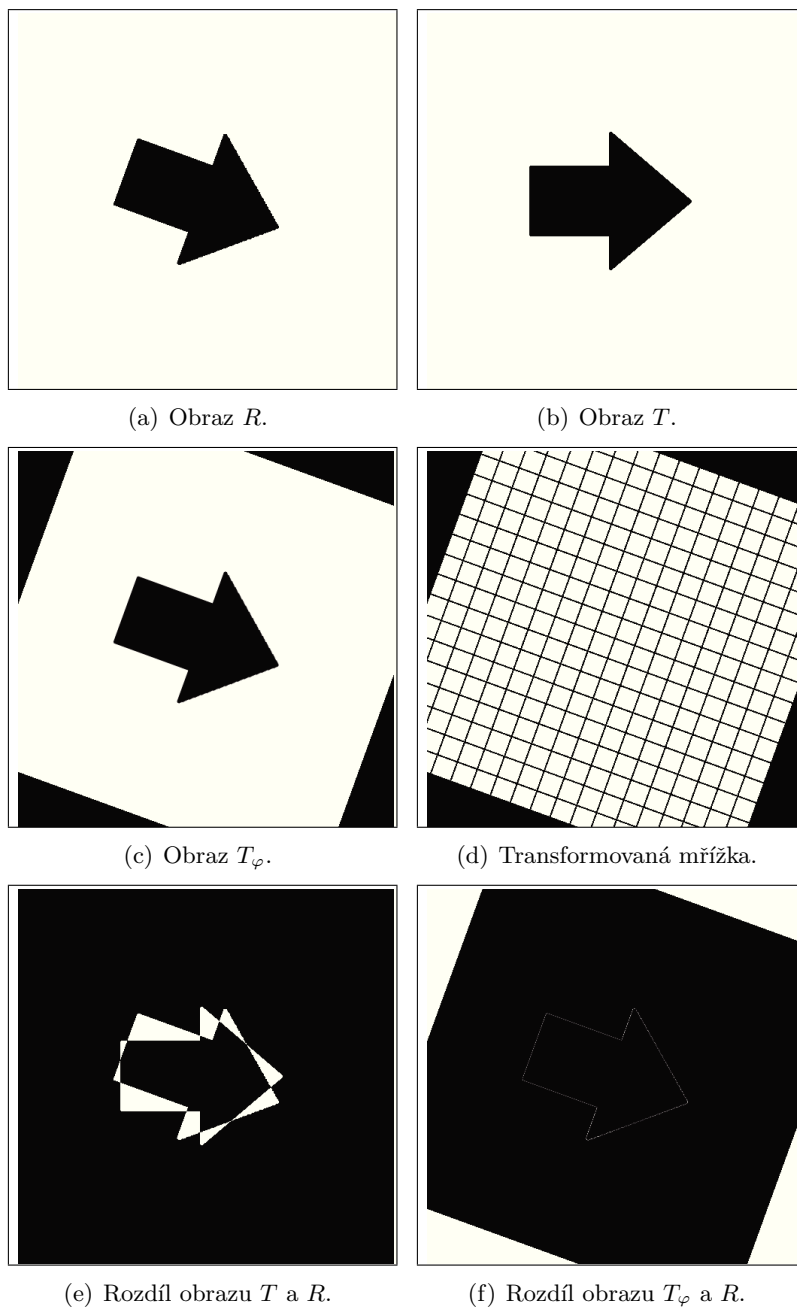 (a) Obraz R.
(b) Obraz T.
(c) Obraz Tφ.
(d) Transformovaná mřížka.
(e) Rozdíl obrazu T a R.
(f) Rozdíl obrazu Tφ a R.